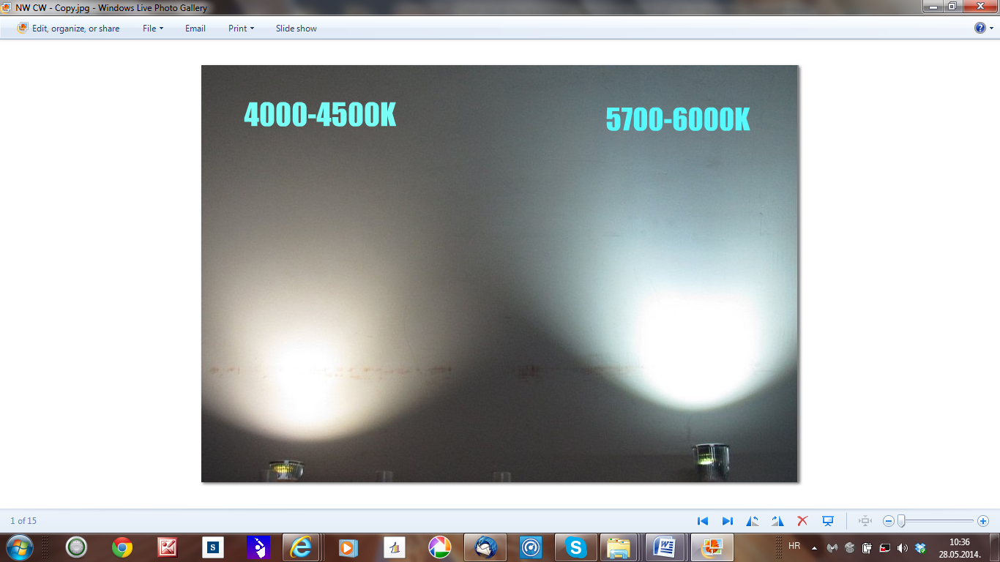 NW CW - Copy.jpg - Windows Live Photo Gallery
Edit, organize, or share File Email Print Slide show
4000-4500K
5700-6000K
1 of 15
HR
10:36
28.05.2014.